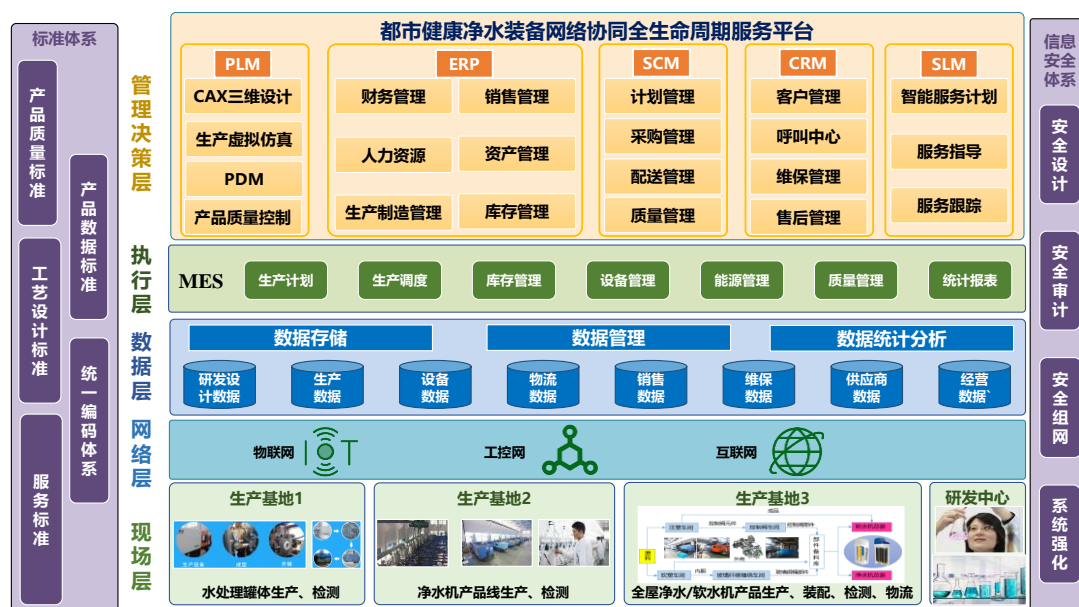 都市健康净水装备网络协同全生命周期服务平台
标准体系
产品质量标准
产品数据标准
工艺设计标准
统一编码体系
服务标准
管理决策层
PLM
CAX三维设计
生产虚拟仿真
PDM
产品质量控制
ERP
财务管理
销售管理
人力资源
资产管理
生产制造管理
库存管理
SCM
计划管理
采购管理
配送管理
质量管理
CRM
客户管理
呼叫中心
维保管理
售后管理
SLM
智能服务计划
服务指导
服务跟踪
执行层
MES
生产计划
生产调度
库存管理
设备管理
能源管理
质量管理
统计报表
数据层
数据存储
数据管理
数据统计分析
研发设
计数据
生产
数据
设备
数据
物流
数据
销售
数据
维保
数据
供应商
数据
经营
数据`
网络层
物联网
工控网
互联网
现场层
生产基地1
水处理罐体生产、检测
生产基地2
净水机产品线生产、检测
生产基地3
成品
注塑车间
部件备料库
全屋净水/软水机产品生产、装配、检测、物流
研发中心
信息
安全
体系
安全设计
安全审计
安全组网
系统强化